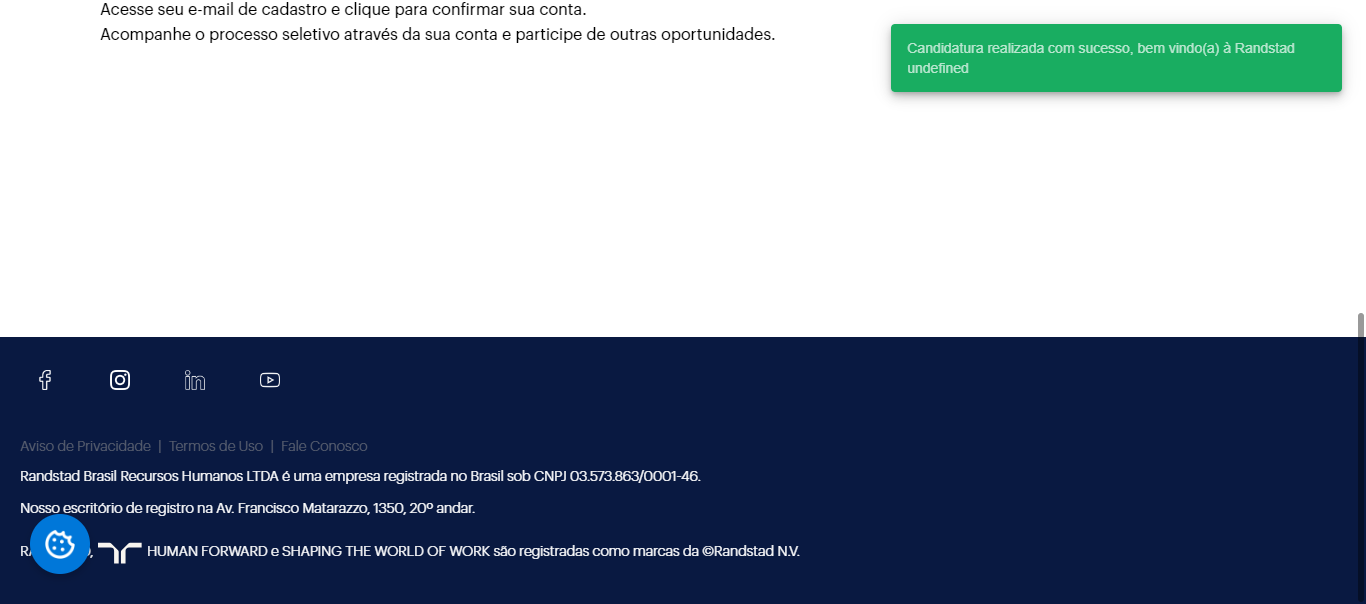 Acesse seu e-mail de cadastro e clique para confirmar sua conta.
Acompanhe o processo seletivo através da sua conta e participe de outras oportunidades.
Candidatura realizada com sucesso, bem vindo(a) à Randstad
undefined
Aviso de Privacidade | Termos de Uso | Fale Conosco
Randstad Brasil Recursos Humanos LTDA é uma empresa registrada no Brasil sob CNPJ 03.573.863/0001-46.
Nosso escritório de registro na Av. Francisco Matarazzo, 1350, 20º andar.
HUMAN FORWARD e SHAPING THE WORLD OF WORK são registradas como marcas da ©Randstad N.V.